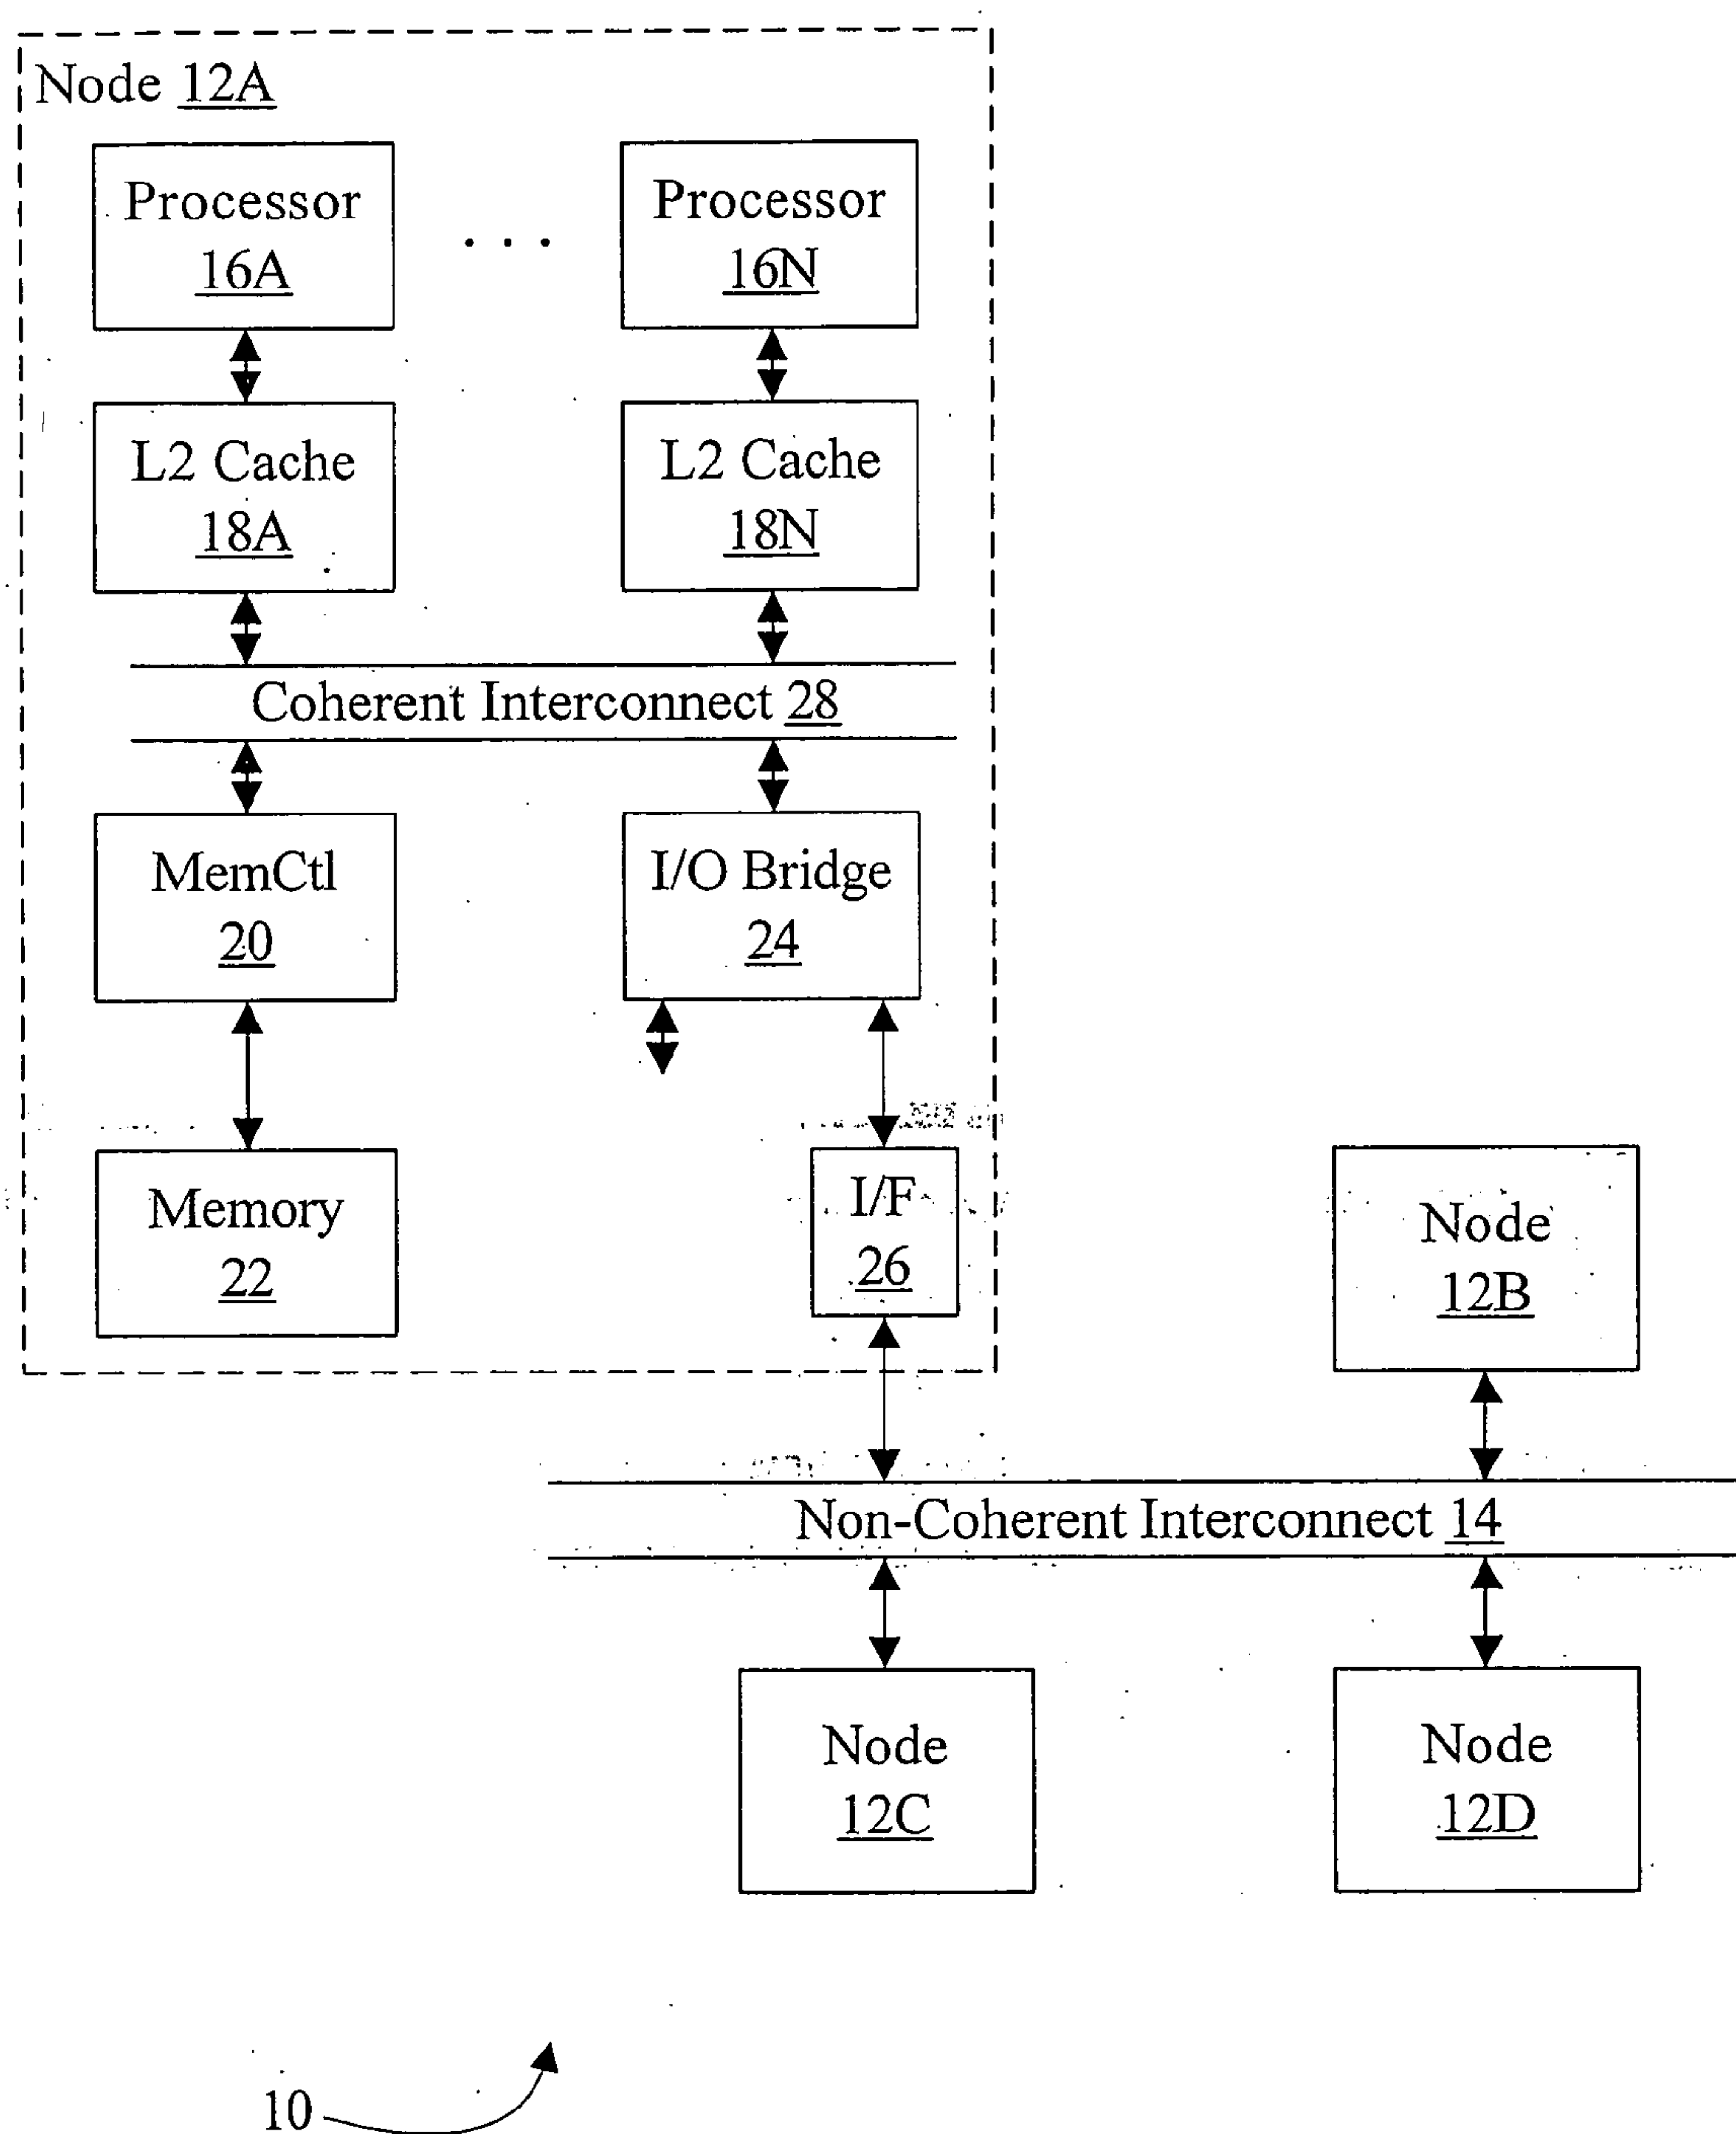 Node 12A
Processor
16A
. . .
Processor
16N
L2 Cache
18A
L2 Cache
18N
Coherent Interconnect 28
MemCtl
20
I/O Bridge
24
Memory
22
I/F
26
Node
12B
Non-Coherent Interconnect 14
Node
12C
Node
12D
10